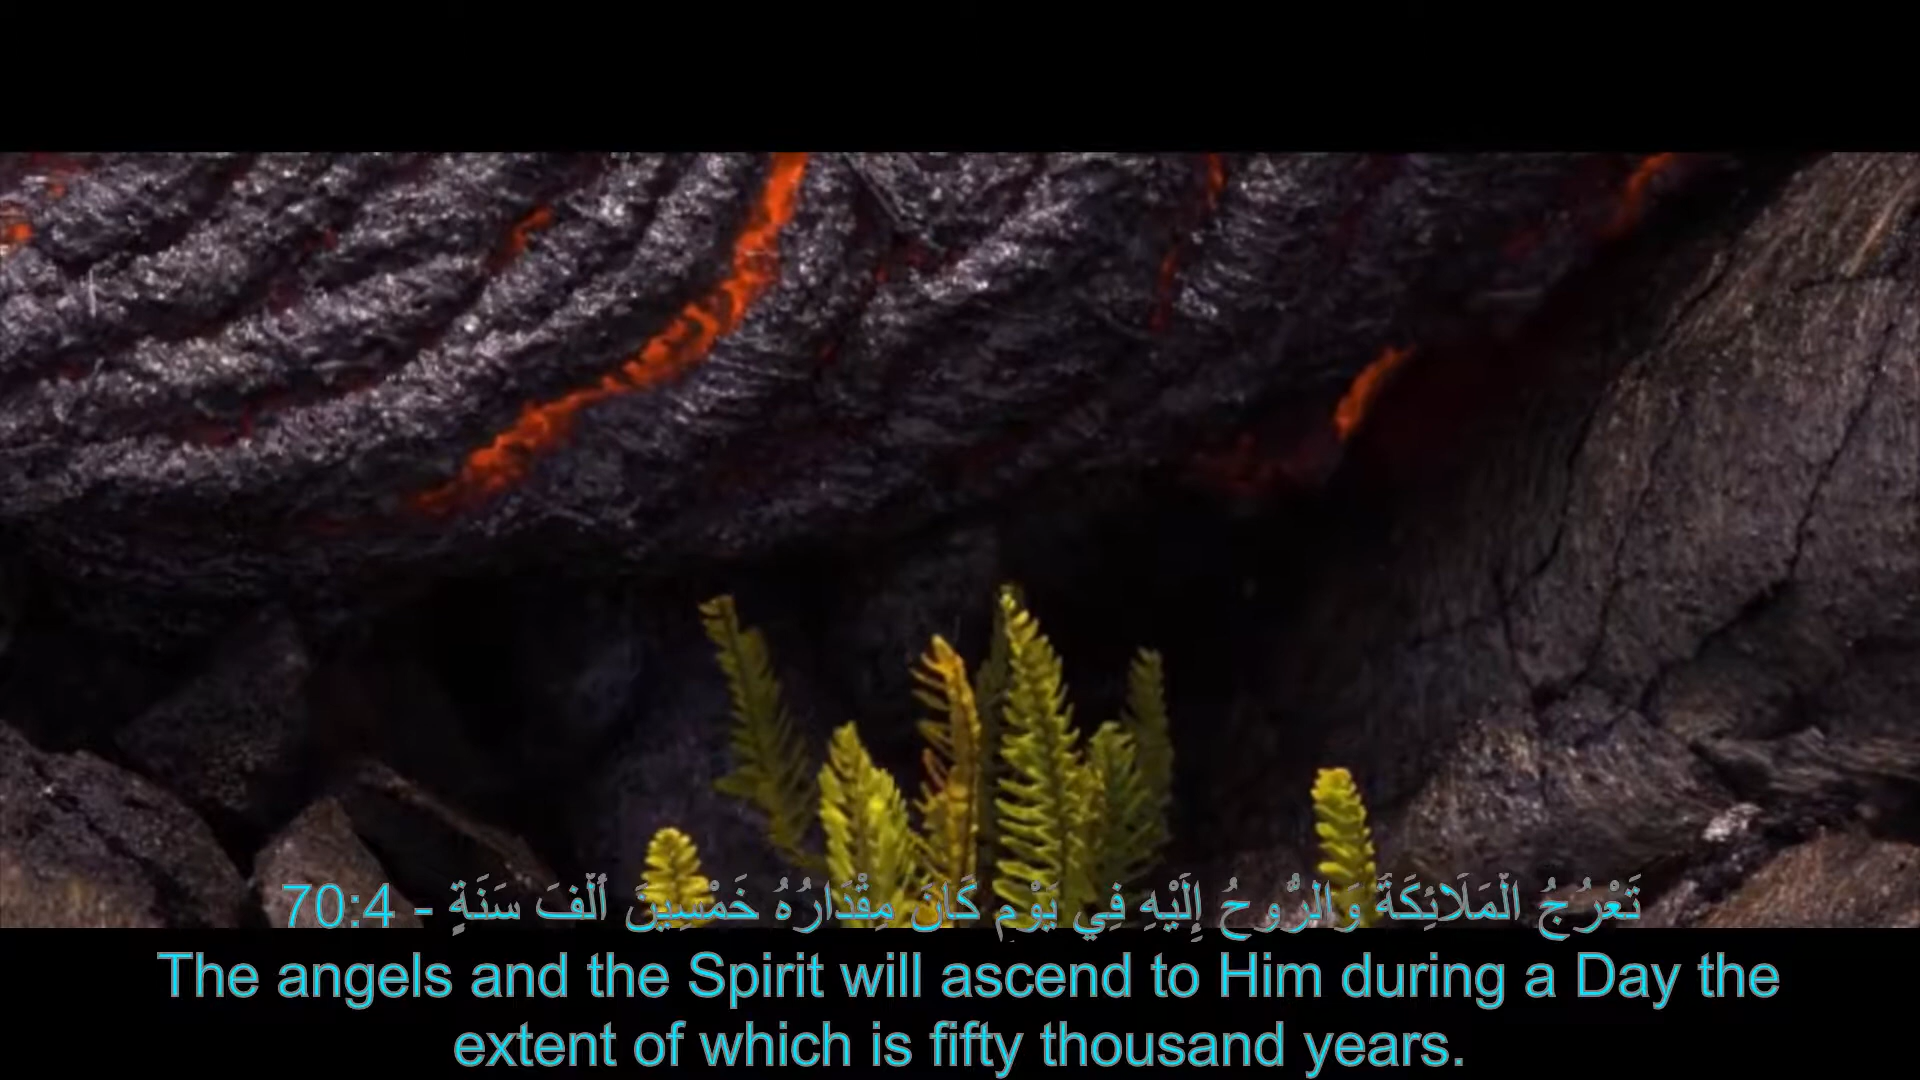 تَعْرُجُ الْمَلَائِكَةُ وَالرُّوحُ إِلَيْهِ فِي يَوْمٍ كَانَ مِقْدَارُهُ خَمْسِينَ أَلْفَ سَنَةٍ - 70:4
The angels and the Spirit will ascend to Him during a Day the
extent of which is fifty thousand years.